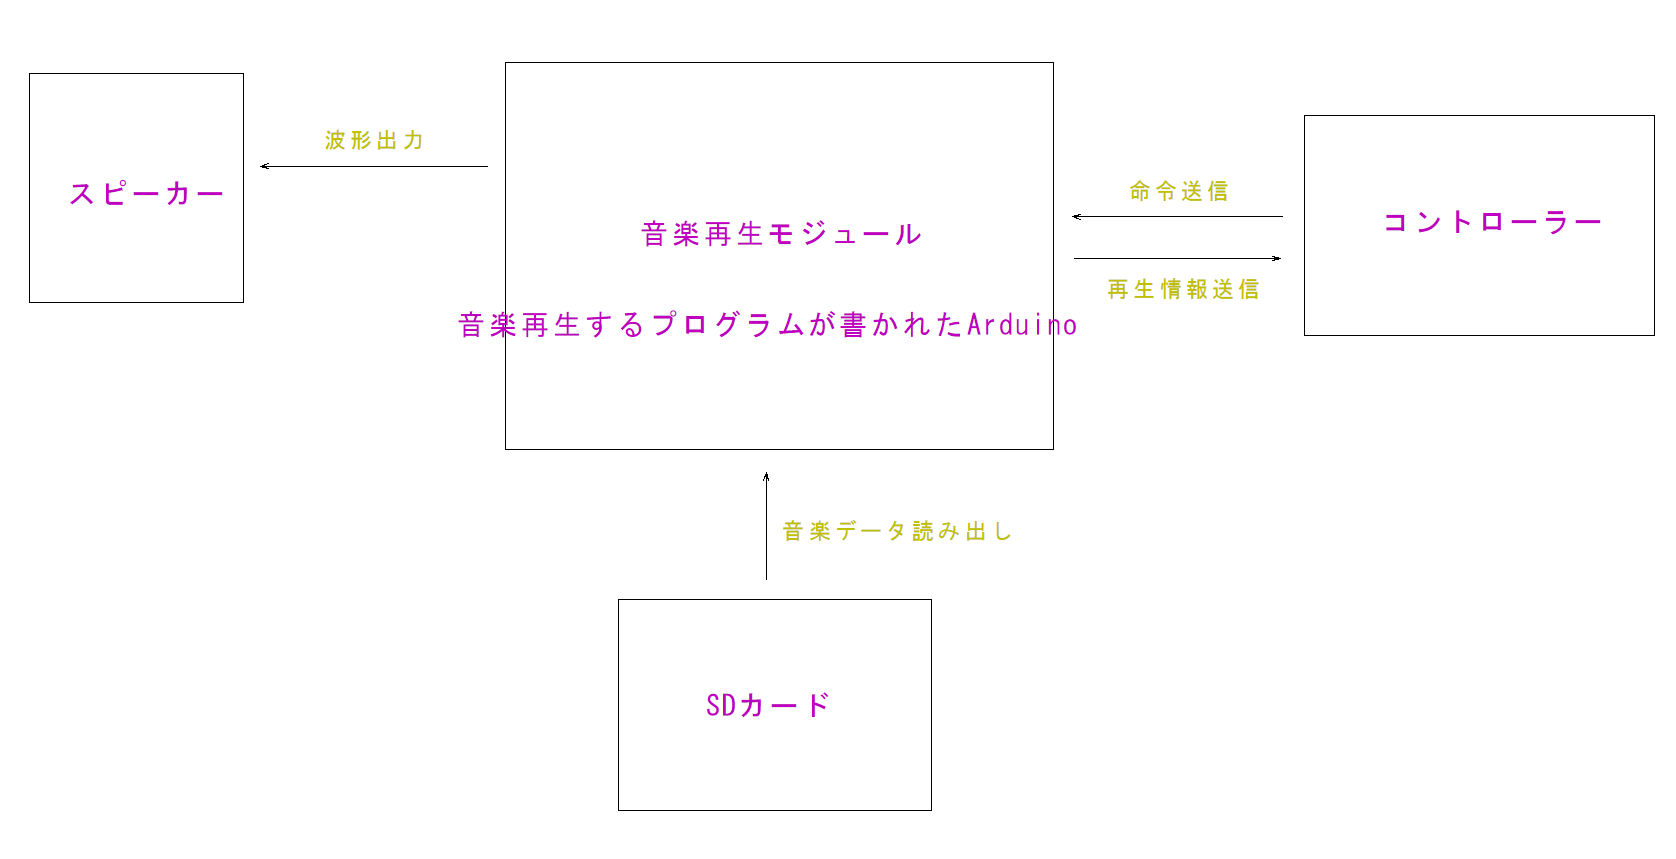 スピーカー
波形出力
音楽再生モジュール
音楽再生するプログラムが書かれたArduino
命令送信
再生情報送信
コントローラー
音楽データ読み出し
SDカード